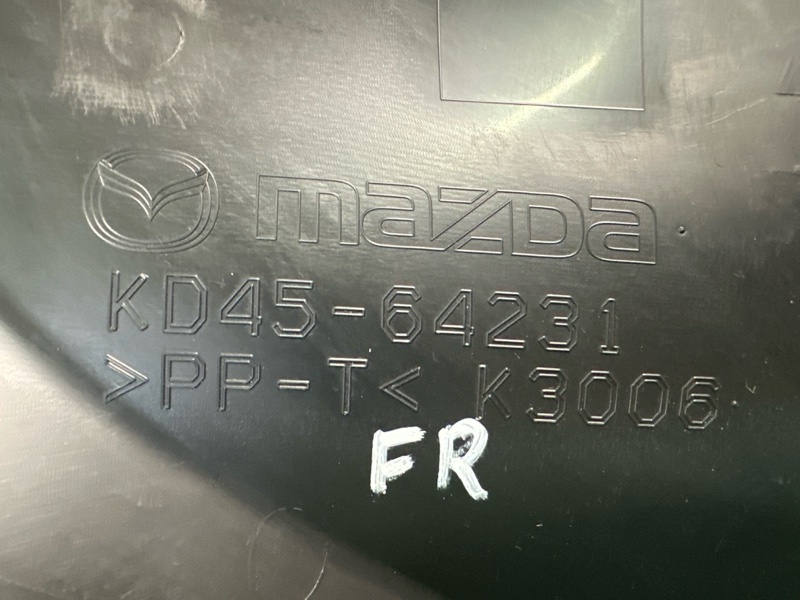 mazda
KD45-64231
>PP-T< K3006
FR